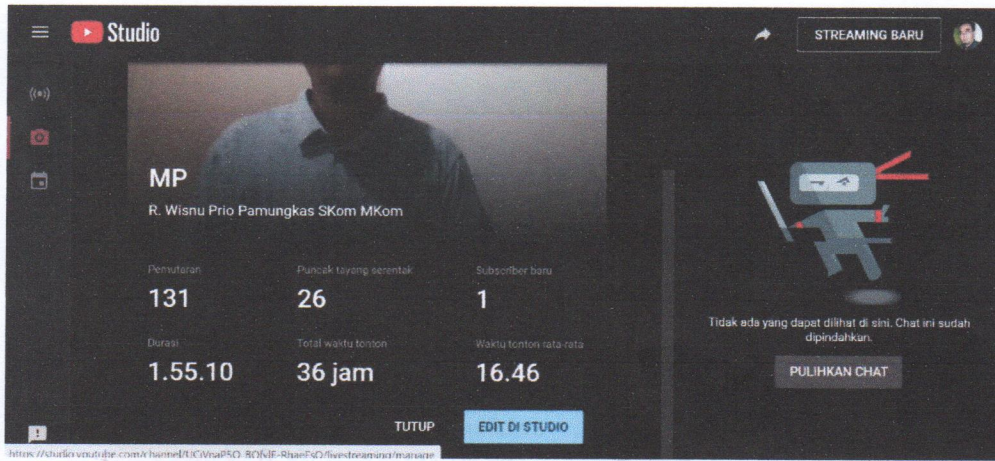 Studio
STREAMING BARU
MP
R. Wisnu Prio Pamungkas SKom MKom
Pemutaran
Puncak tayang serentak
Subscriber baru
131
26
1
Durasi
Total waktu tonton
Waktu tonton rata-rata
1.55.10
36 jam
16.46
TUTUP
EDIT DI STUDIO
Tidak ada yang dapat dilihat di sini. Chat ini sudah
dipindahkan.
PULIHKAN CHAT